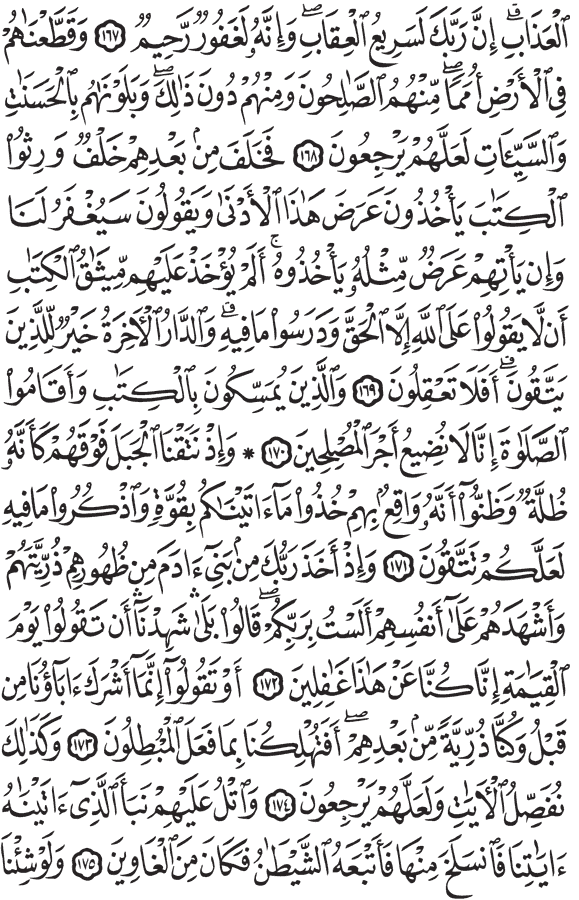 ٱلْعَذَابِۗ إِنَّ رَبَّكَ لَسَرِيعُ ٱلْعِقَابِۖ وَإِنَّهُۥ لَغَفُورٌ رَّحِيمٌ ١٦٧ وَقَطَّعْنَٰهُمْ
فِى ٱلْأَرْضِ أُمَمًاۖ مِّنْهُمُ ٱلصَّٰلِحُونَ وَمِنْهُمْ دُونَ ذَٰلِكَۖ وَبَلَوْنَٰهُم بِٱلْحَسَنَٰتِ
وَٱلسَّيِّـَٔاتِ لَعَلَّهُمْ يَرْجِعُونَ ١٦٨ فَخَلَفَ مِنۢ بَعْدِهِمْ خَلْفٌ وَرِثُوا۟
ٱلْكِتَٰبَ يَأْخُذُونَ عَرَضَ هَٰذَا ٱلْأَدْنَىٰ وَيَقُولُونَ سَيُغْفَرُ لَنَا
وَإِن يَأْتِهِمْ عَرَضٌ مِّثْلُهُۥ يَأْخُذُوهُۚ أَلَمْ يُؤْخَذْ عَلَيْهِم مِّيثَٰقُ ٱلْكِتَٰبِ
أَن لَّا يَقُولُوا۟ عَلَى ٱللَّهِ إِلَّا ٱلْحَقَّ وَدَرَسُوا۟ مَا فِيهِۗ وَٱلدَّارُ ٱلْءَاخِرَةُ خَيْرٌ لِّلَّذِينَ
يَتَّقُونَۗ أَفَلَا تَعْقِلُونَ ١٦٩ وَٱلَّذِينَ يُمَسِّكُونَ بِٱلْكِتَٰبِ وَأَقَامُوا۟
ٱلصَّلَوٰةَ إِنَّا لَا نُضِيعُ أَجْرَ ٱلْمُصْلِحِينَ ١٧٠ * وَإِذْ نَتَقْنَا ٱلْجَبَلَ فَوْقَهُمْ كَأَنَّهُۥ
ظُلَّةٌ وَظَنُّوٓا۟ أَنَّهُۥ وَاقِعٌۢ بِهِمْ خُذُوا۟ مَآ ءَاتَيْنَٰكُم بِقُوَّةٍ وَٱذْكُرُوا۟ مَا فِيهِ
لَعَلَّكُمْ تَتَّقُونَ ١٧١ وَإِذْ أَخَذَ رَبُّكَ مِنۢ بَنِىٓ ءَادَمَ مِن ظُهُورِهِمْ ذُرِّيَّتَهُمْ
وَأَشْهَدَهُمْ عَلَىٰٓ أَنفُسِهِمْ أَلَسْتُ بِرَبِّكُمْۖ قَالُوا۟ بَلَىٰۛ شَهِدْنَآۛ أَن تَقُولُوا۟ يَوْمَ
ٱلْقِيَٰمَةِ إِنَّا كُنَّا عَنْ هَٰذَا غَٰفِلِينَ ١٧٢ أَوْ تَقُولُوٓا۟ إِنَّمَآ أَشْرَكَ ءَابَآؤُنَا مِن
قَبْلُ وَكُنَّا ذُرِّيَّةً مِّنۢ بَعْدِهِمْۖ أَفَتُهْلِكُنَا بِمَا فَعَلَ ٱلْمُبْطِلُونَ ١٧٣ وَكَذَٰلِكَ
نُفَصِّلُ ٱلْءَايَٰتِ وَلَعَلَّهُمْ يَرْجِعُونَ ١٧٤ وَٱتْلُ عَلَيْهِمْ نَبَأَ ٱلَّذِىٓ ءَاتَيْنَٰهُ
ءَايَٰتِنَا فَٱنسَلَخَ مِنْهَا فَأَتْبَعَهُ ٱلشَّيْطَٰنُ فَكَانَ مِنَ ٱلْغَاوِينَ ١٧٥ وَلَوْ شِئْنَا